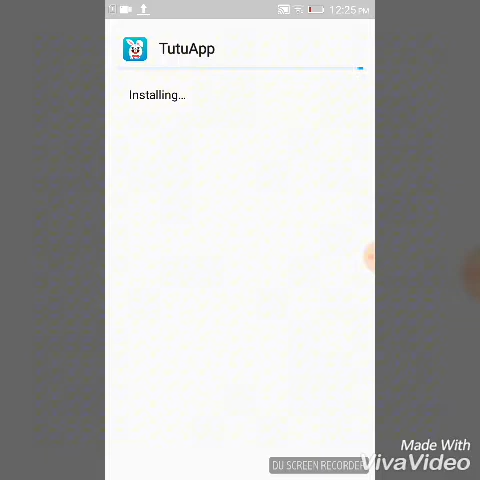 12:25 PM
TutuApp
Installing...
DU SCREEN RECORDER
Made With
VivaVideo